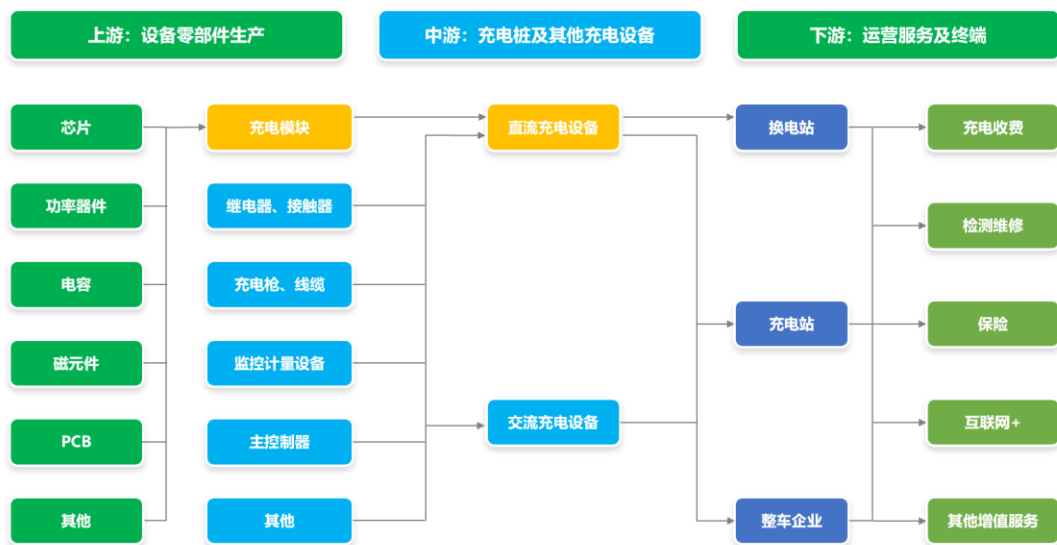 上游：设备零部件生产
中游：充电桩及其他充电设备
下游：运营服务及终端
芯片
充电模块
直流充电设备
换电站
充电收费
功率器件
继电器、接触器
检测维修
电容
充电枪、线缆
充电站
保险
磁元件
监控计量设备
交流充电设备
互联网+
PCB
主控制器
其他
其他
整车企业
其他增值服务